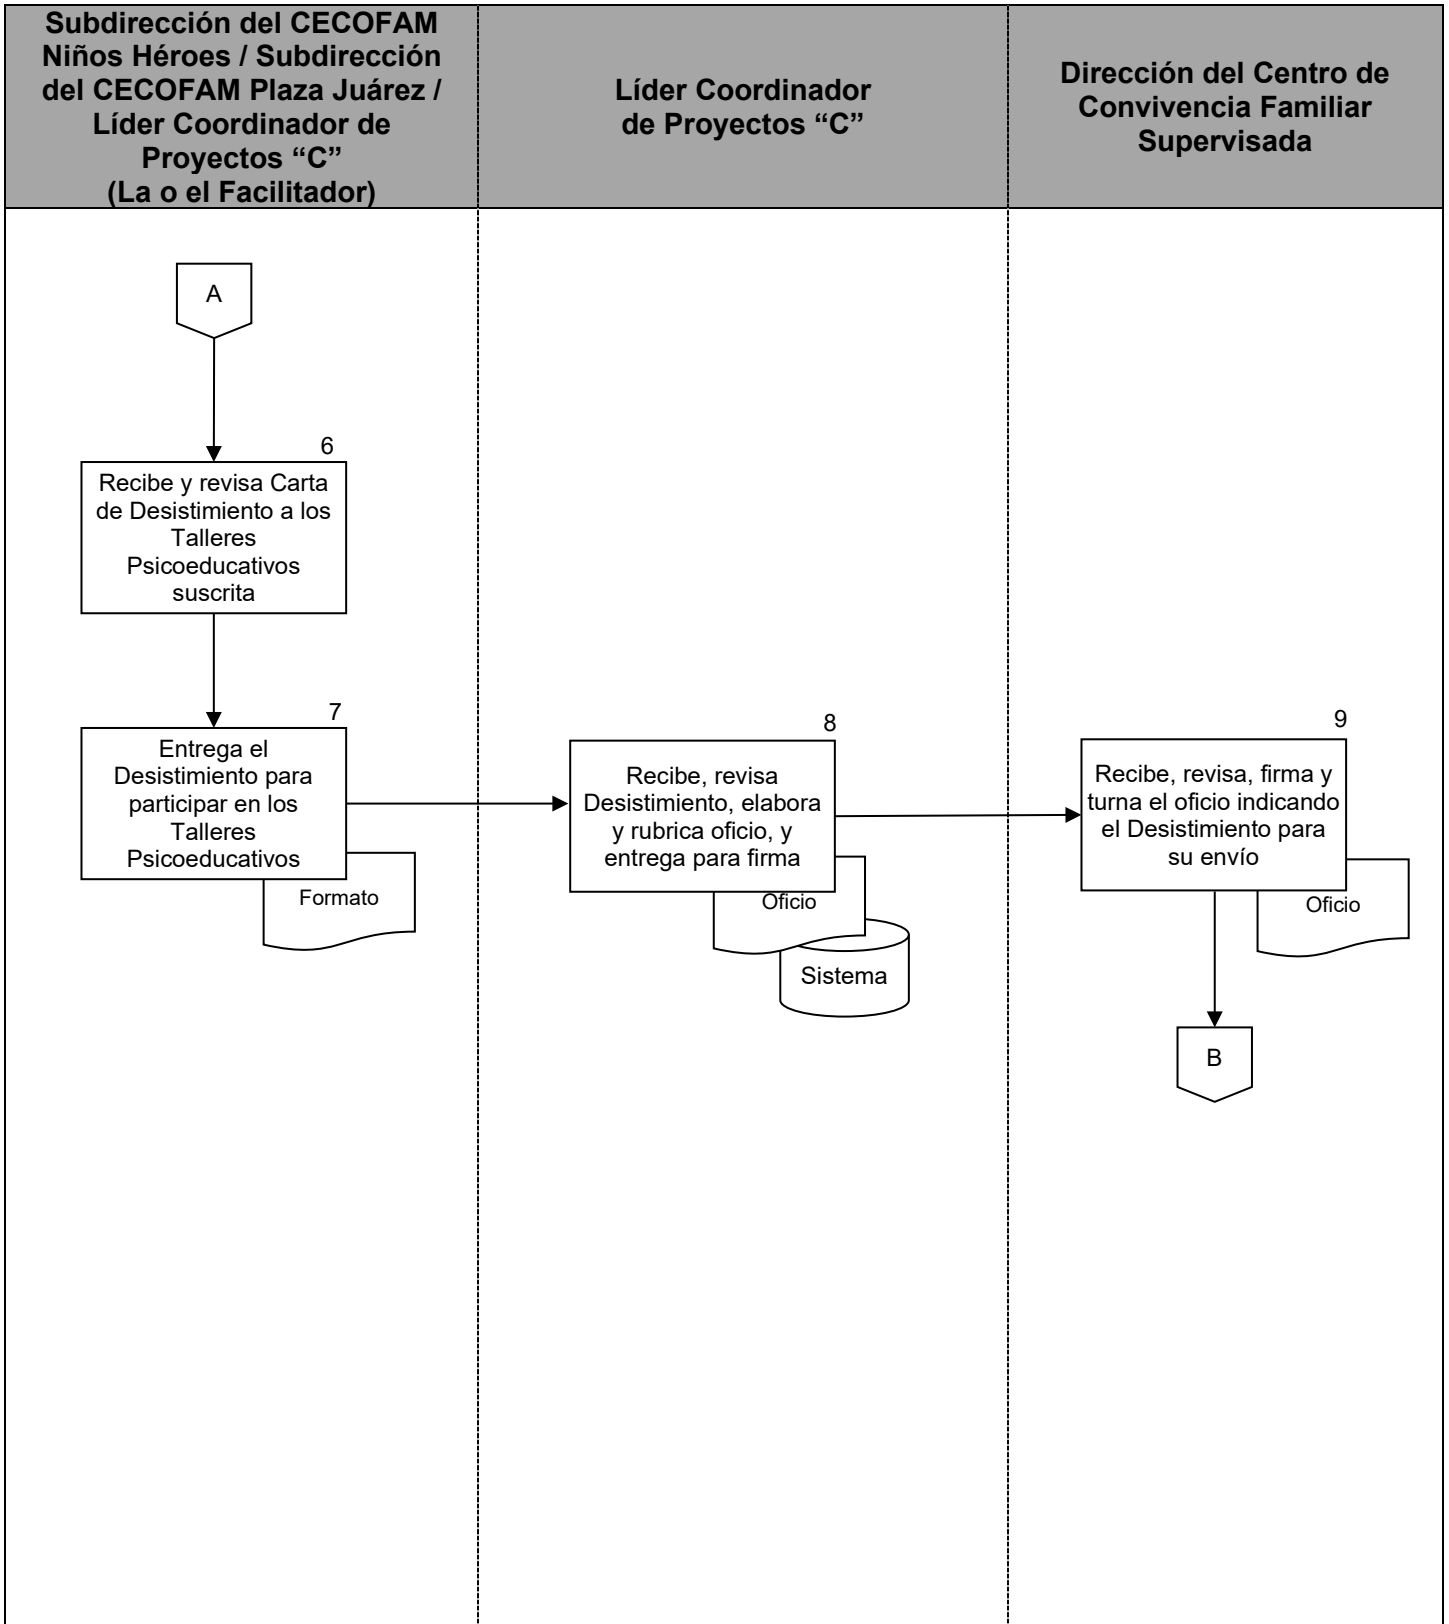 Subdirección del CECOFAM
Niños Héroes / Subdirección
del CECOFAM Plaza Juárez /
Líder Coordinador de
Proyectos “C”
(La o el Facilitador)
Líder Coordinador
de Proyectos “C”
Dirección del Centro de
Convivencia Familiar
Supervisada
A
6
Recibe y revisa Carta
de Desistimiento a los
Talleres
Psicoeducativos
suscrita
7
Entrega el
Desistimiento para
participar en los
Talleres
Psicoeducativos
Formato
8
Recibe, revisa
Desistimiento, elabora
y rubrica oficio, y
entrega para firma
Oficio
Sistema
9
Recibe, revisa, firma y
turna el oficio indicando
el Desistimiento para
su envío
Oficio
B